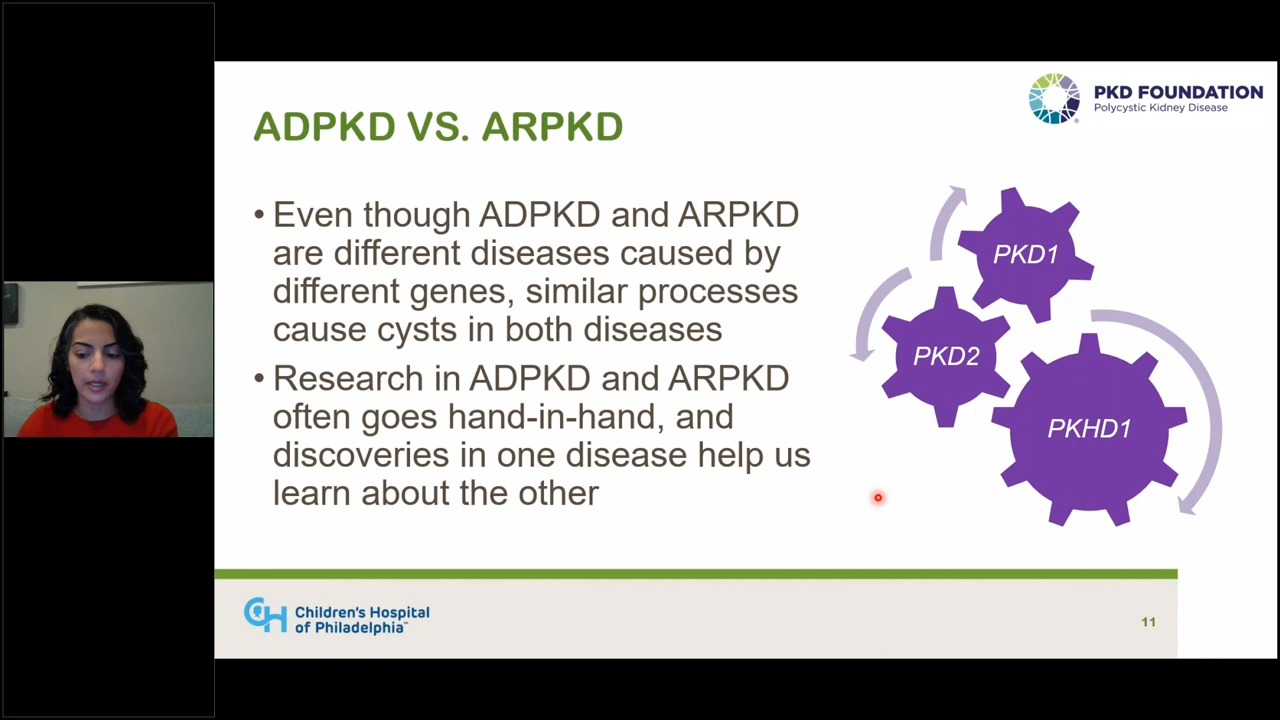 PKD FOUNDATION
Polycystic Kidney Disease
ADPKD VS. ARPKD
• Even though ADPKD and ARPKD
are different diseases caused by
different genes, similar processes
cause cysts in both diseases
• Research in ADPKD and ARPKD
often goes hand-in-hand, and
discoveries in one disease help us
learn about the other
PKD1
PKD2
PKHD1
CH Children's Hospital
of Philadelphia
11